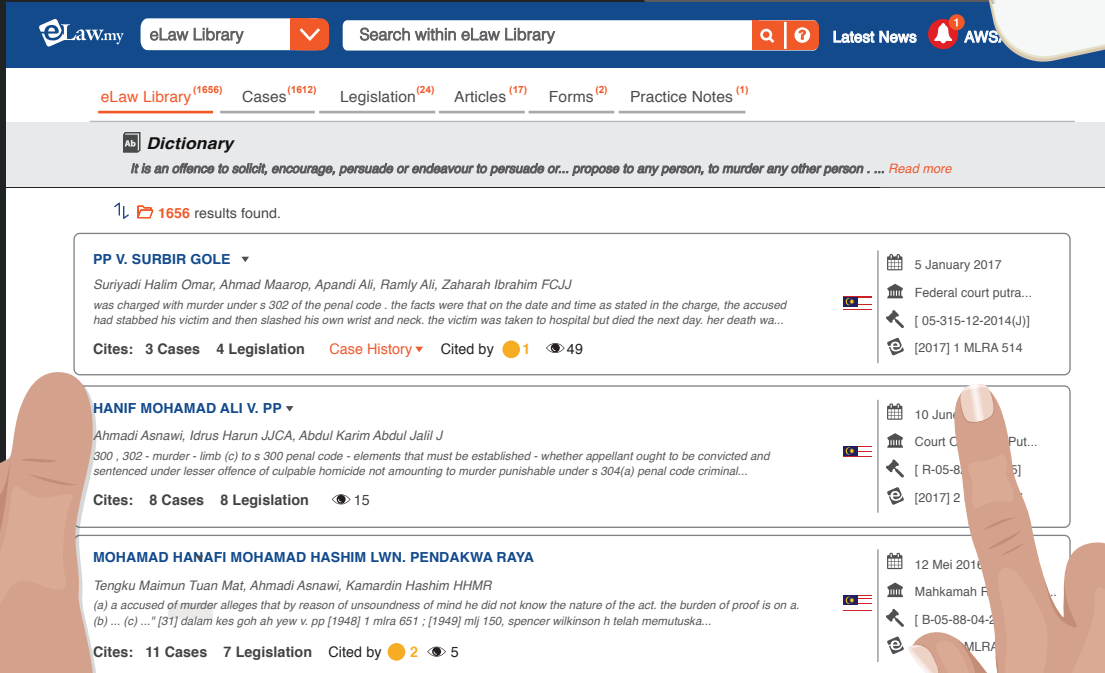 eLaw.my eLaw Library Search within eLaw Library Latest News 1
eLaw Library (1656) Cases (1612) Legislation (24) Articles (17) Forms (2) Practice Notes (1)
Ab Dictionary
It is an offence to solicit, encourage, persuade or endeavour to persuade or... propose to any person, to murder any other person . ... Read more
1656 results found.
PP V. SURBIR GOLE
Suriyadi Halim Omar, Ahmad Maarop, Apandi Ali, Ramly Ali, Zaharah Ibrahim FCJJ
was charged with murder under s 302 of the penal code . the facts were that on the date and time as stated in the charge, the accused
had stabbed his victim and then slashed his own wrist and neck. the victim was taken to hospital but died the next day. her death wa...
Cites: 3 Cases 4 Legislation Case History Cited by 1 49
5 January 2017
Federal court putra...
[ 05-315-12-2014(J)]
[2017] 1 MLRA 514
HANIF MOHAMAD ALI V. PP
Ahmadi Asnawi, Idrus Harun JJCA, Abdul Karim Abdul Jalil J
300 , 302 - murder - limb (c) to s 300 penal code - elements that must be established - whether appellant ought to be convicted and
sentenced under lesser offence of culpable homicide not amounting to murder punishable under s 304(a) penal code criminal...
Cites: 8 Cases 8 Legislation 15
10 June
Court Put...
[ R-05-8 5]
[2017] 2
MOHAMAD HANAFI MOHAMAD HASHIM LWN. PENDAKWA RAYA
Tengku Maimun Tuan Mat, Ahmadi Asnawi, Kamardin Hashim HHMR
(a) a accused of murder alleges that by reason of unsoundness of mind he did not know the nature of the act. the burden of proof is on a.
(b) ... (c) ..." [31] dalam kes goh ah yew v. pp [1948] 1 mlra 651 ; [1949] mlj 150, spencer wilkinson h telah memutuska...
Cites: 11 Cases 7 Legislation Cited by 2 5
12 Mei 2016
Mahkamah
[ B-05-88-04-2
MLRA